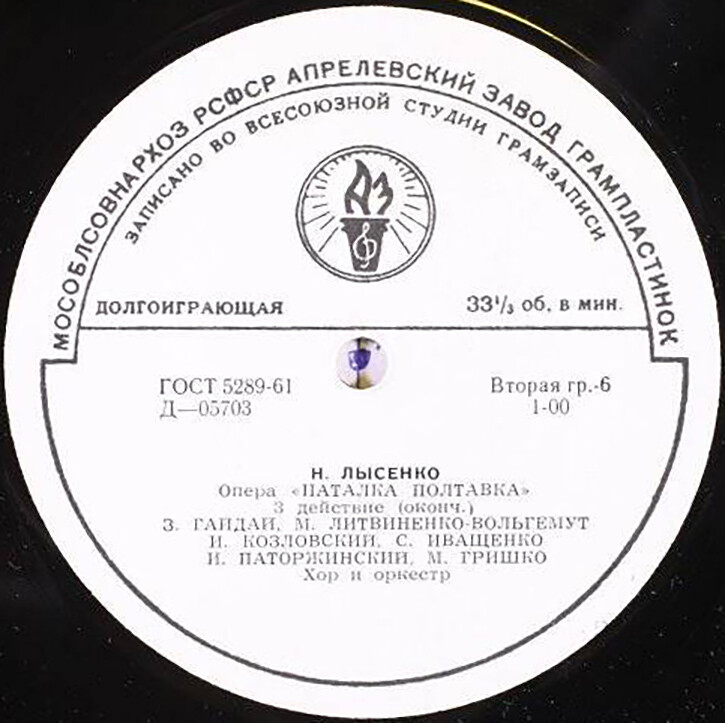 МОСОБЛСОВНАРХОЗ РСФСР АПРЕЛЕВСКИЙ ЗАВОД ГРАМПЛАСТИНОК
ЗАПИСАНО ВО ВСЕСОЮЗНОЙ СТУДИИ ГРАМЗАПИСИ
АЗ
ДОЛГОИГРАЮЩАЯ
33⅓ об. в мин.
ГОСТ 5289-61
Вторая гр.-6
Д—05703
1-00
Н. ЛЫСЕНКО
Опера «НАТАЛКА ПОЛТАВКА»
3 действие (оконч.)
З. ГАЙДАЙ, М. ЛИТВИНЕНКО-ВОЛЬГЕМУТ
И. КОЗЛОВСКИЙ, С. ИВАЩЕНКО
И. ПАТОРЖИНСКИЙ, М. ГРИШКО
Хор и оркестр